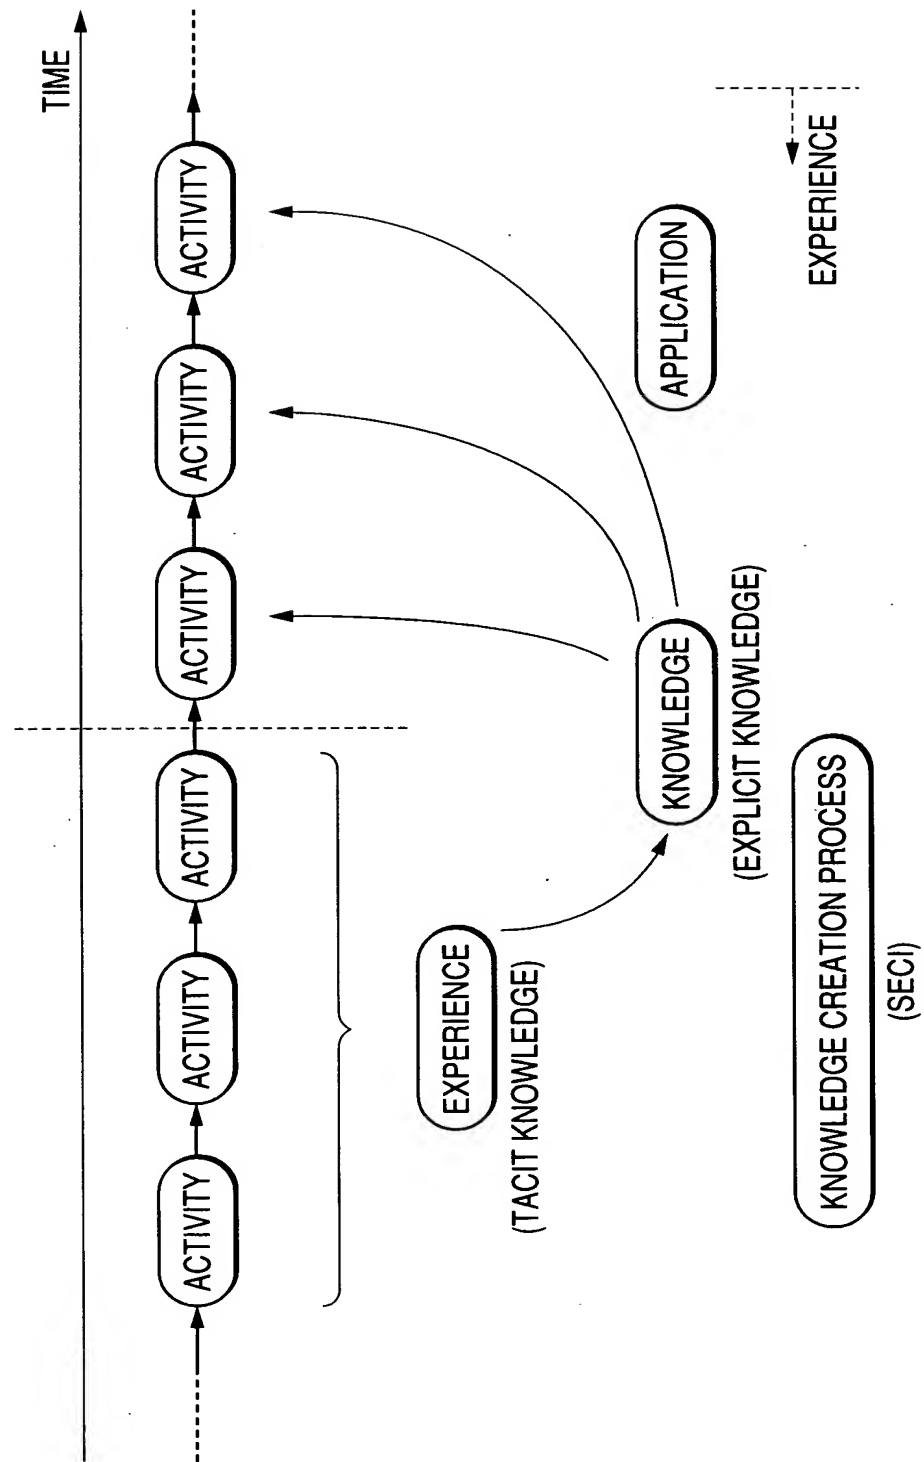 TIME
ACTIVITY
ACTIVITY
ACTIVITY
ACTIVITY
ACTIVITY
ACTIVITY
EXPERIENCE
(TACIT KNOWLEDGE)
KNOWLEDGE
(EXPLICIT KNOWLEDGE)
APPLICATION
KNOWLEDGE CREATION PROCESS
(SECI)
EXPERIENCE